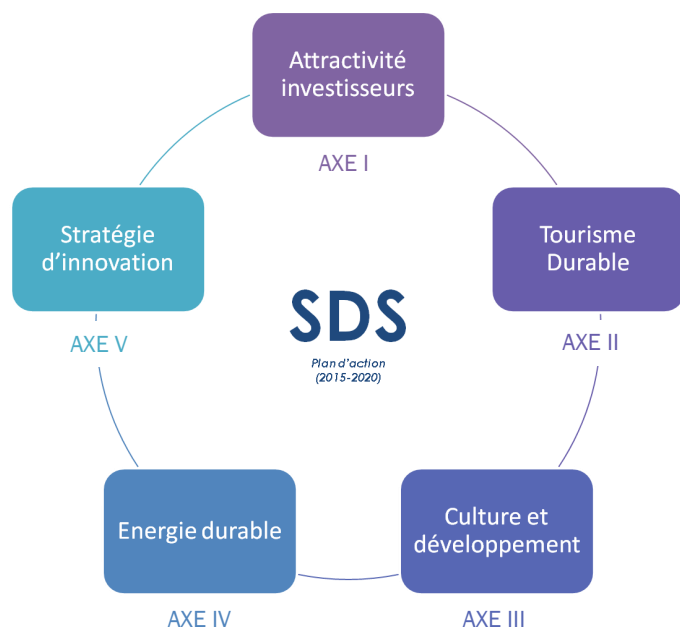 Attractivité
investisseurs
AXE I
Tourisme
Durable
AXE II
Culture et
développement
AXE III
Energie durable
AXE IV
Stratégie
d'innovation
AXE V
SDS
Plan d'action
(2015-2020)